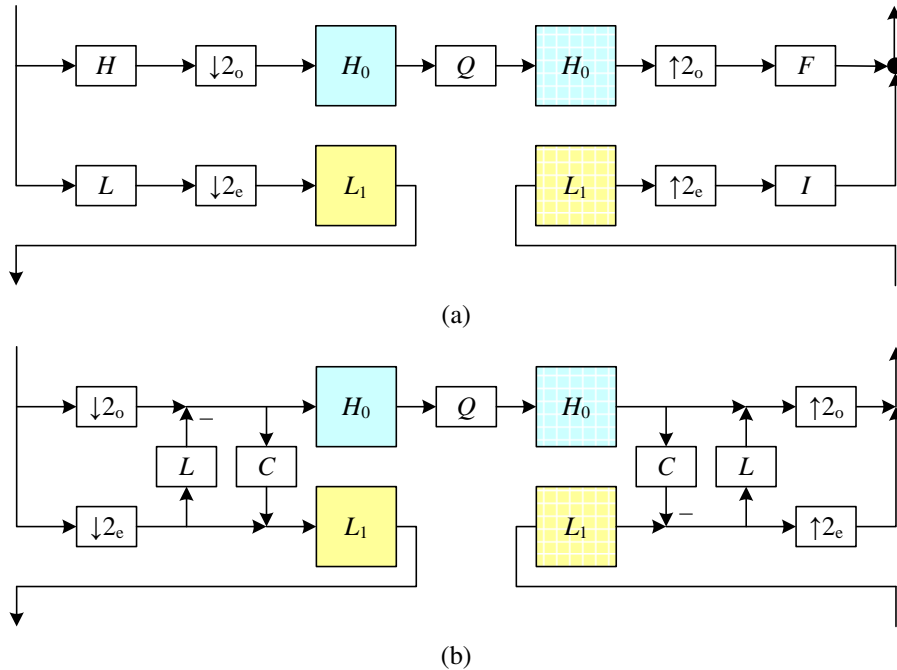 H ↓2o H0 Q H0 ↑2o F
L ↓2e L1 L1 ↑2e I
(a)
↓2o – H0 Q H0 ↑2o
L C C L
↓2e L1 L1 – ↑2e
(b)